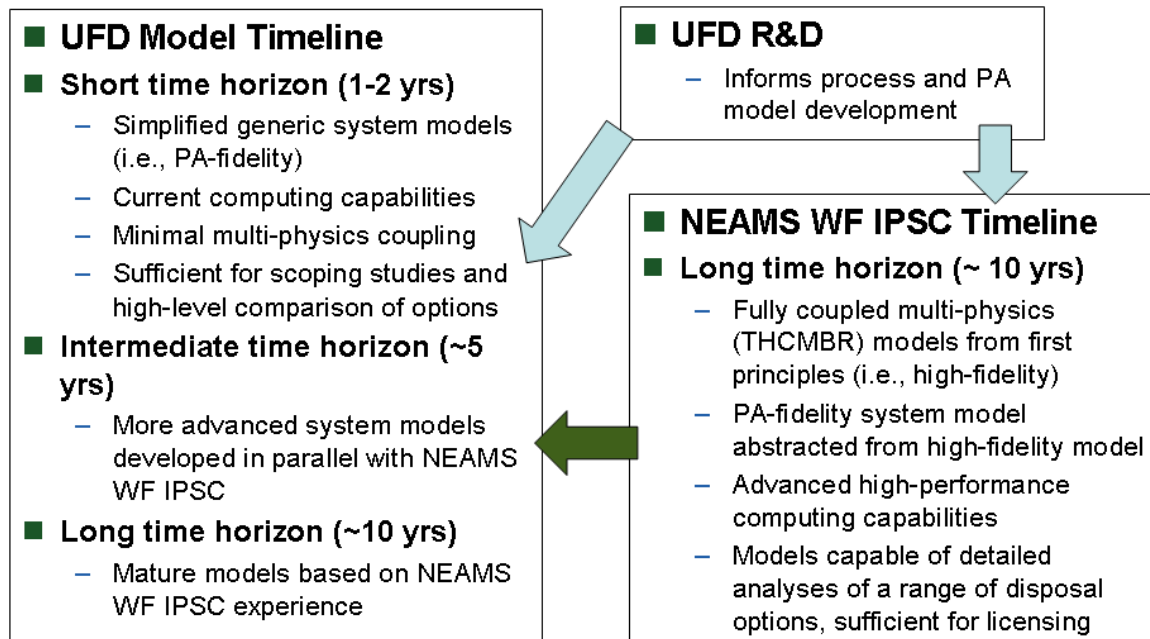 UFD Model Timeline
Short time horizon (1-2 yrs)
– Simplified generic system models
(i.e., PA-fidelity)
– Current computing capabilities
– Minimal multi-physics coupling
– Sufficient for scoping studies and
high-level comparison of options
Intermediate time horizon (~5
yrs)
– More advanced system models
developed in parallel with NEAMS
WF IPSC
Long time horizon (~10 yrs)
– Mature models based on NEAMS
WF IPSC experience
UFD R&D
– Informs process and PA
model development
NEAMS WF IPSC Timeline
Long time horizon (~ 10 yrs)
– Fully coupled multi-physics
(THCMBR) models from first
principles (i.e., high-fidelity)
– PA-fidelity system model
abstracted from high-fidelity model
– Advanced high-performance
computing capabilities
– Models capable of detailed
analyses of a range of disposal
options, sufficient for licensing